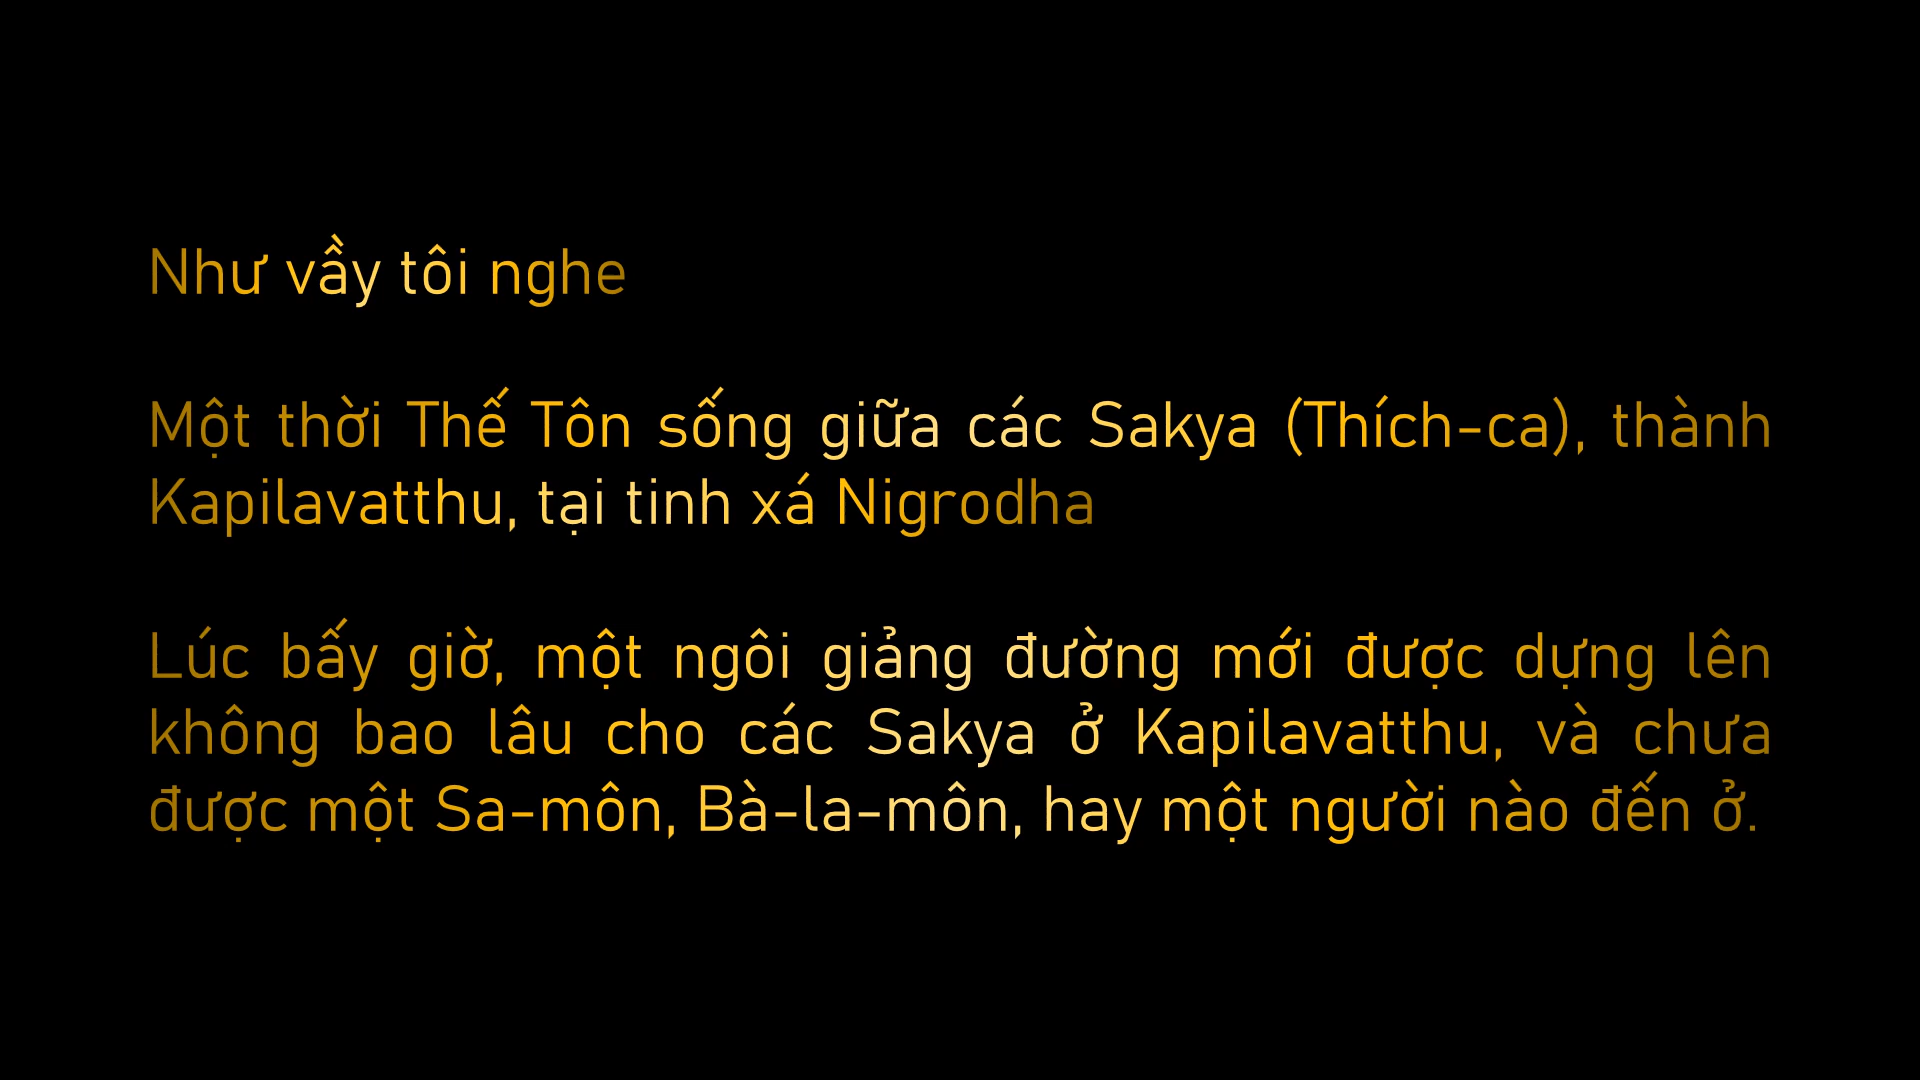 Như vầy tôi nghe
Một thời Thế Tôn sống giữa các Sakya (Thích-ca), thành
Kapilavatthu, tại tinh xá Nigrodha
Lúc bấy giờ, một ngôi giảng đường mới được dựng lên
không bao lâu cho các Sakya ở Kapilavatthu, và chưa
được một Sa-môn, Bà-la-môn, hay một người nào đến ở.